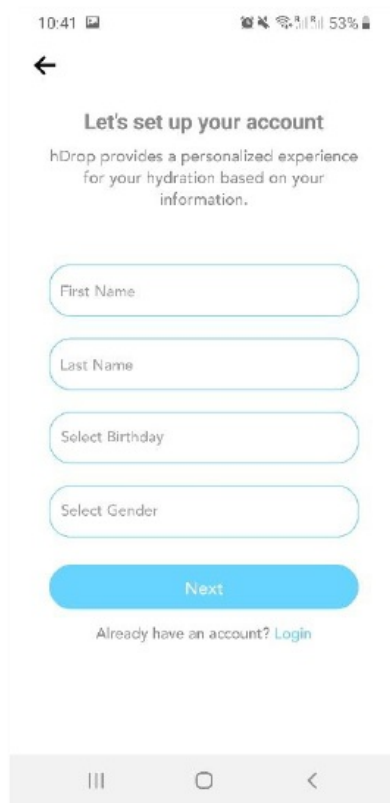 10:41
53%
Let's set up your account
hDrop provides a personalized experience
for your hydration based on your
information.
First Name
Last Name
Select Birthday
Select Gender
Next
Already have an account? Login